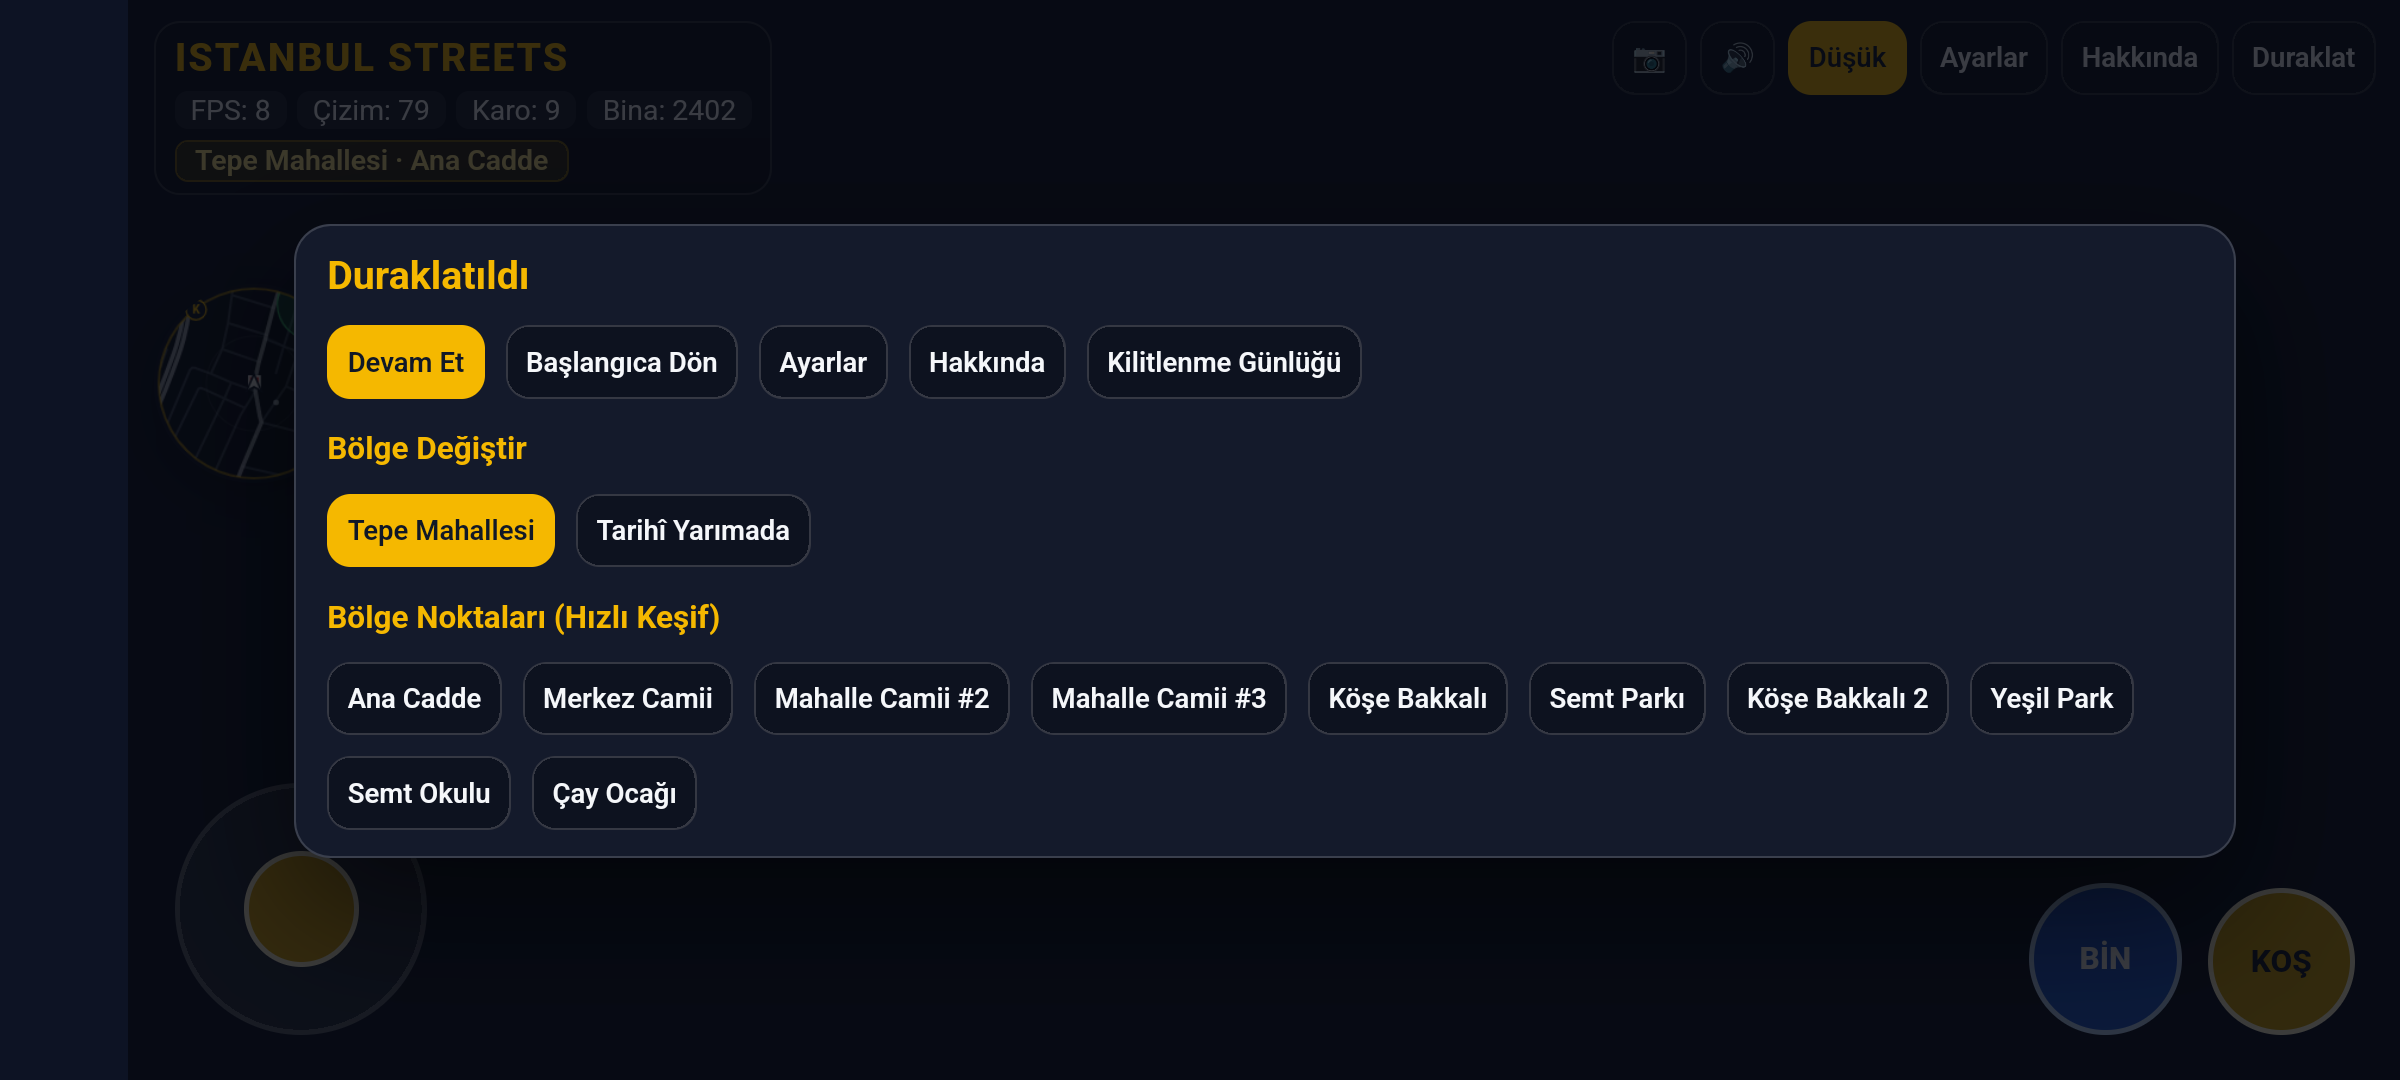 ISTANBUL STREETS
FPS: 8 Çizim: 79 Karo: 9 Bina: 2402
Tepe Mahallesi · Ana Cadde
Düşük Ayarlar Hakkında Duraklat
K
Duraklatıldı
Devam Et Başlangıca Dön Ayarlar Hakkında Kilitlenme Günlüğü
Bölge Değiştir
Tepe Mahallesi Tarihî Yarımada
Bölge Noktaları (Hızlı Keşif)
Ana Cadde Merkez Camii Mahalle Camii #2 Mahalle Camii #3 Köşe Bakkalı Semt Parkı Köşe Bakkalı 2 Yeşil Park
Semt Okulu Çay Ocağı
BİN KOŞ